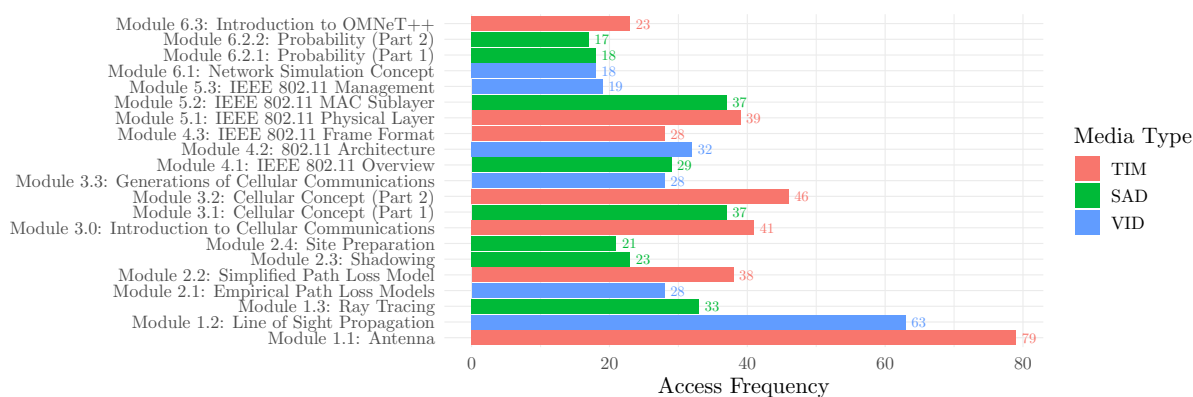 Module 6.3: Introduction to OMNeT++ 23
Module 6.2.2: Probability (Part 2) 17
Module 6.2.1: Probability (Part 1) 18
Module 6.1: Network Simulation Concept 18
Module 5.3: IEEE 802.11 Management 19
Module 5.2: IEEE 802.11 MAC Sublayer 37
Module 5.1: IEEE 802.11 Physical Layer 39
Module 4.3: IEEE 802.11 Frame Format 28
Module 4.2: 802.11 Architecture 32
Module 4.1: IEEE 802.11 Overview 29
Module 3.3: Generations of Cellular Communications 28
Module 3.2: Cellular Concept (Part 2) 46
Module 3.1: Cellular Concept (Part 1) 37
Module 3.0: Introduction to Cellular Communications 41
Module 2.4: Site Preparation 21
Module 2.3: Shadowing 23
Module 2.2: Simplified Path Loss Model 38
Module 2.1: Empirical Path Loss Models 28
Module 1.3: Ray Tracing 33
Module 1.2: Line of Sight Propagation 63
Module 1.1: Antenna 79
0 20 40 60 80
Access Frequency
Media Type
TIM
SAD
VID